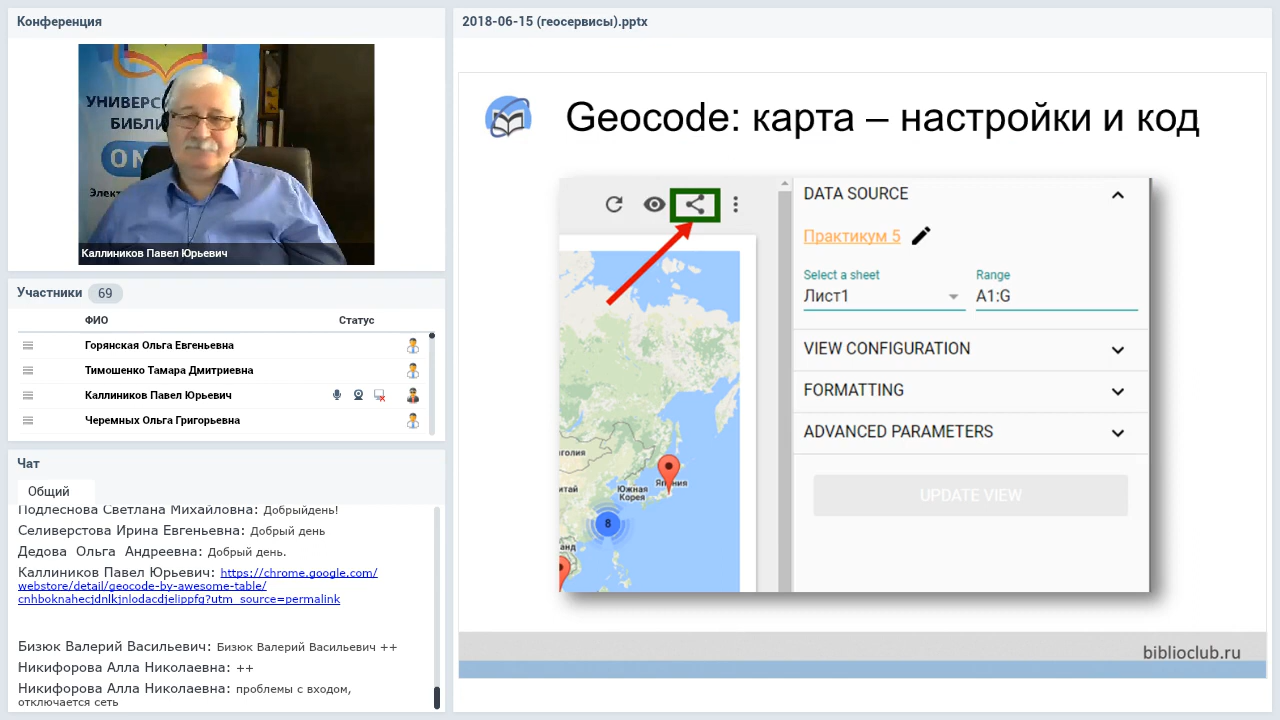 Конференция
УНИВЕРС
БИБЛИ
ON
Элект
Каллиников Павел Юрьевич
Участники 69
ФИО Статус
Горянская Ольга Евгеньевна
Тимошенко Тамара Дмитриевна
Каллиников Павел Юрьевич
Черемных Ольга Григорьевна
Чат
Общий
Подлеснова Светлана Михайловна: Добрыйдень!
Селиверстова Ирина Евгеньевна: Добрый день
Дедова Ольга Андреевна: Добрый день.
Каллиников Павел Юрьевич: https://chrome.google.com/
webstore/detail/geocode-by-awesome-table/
cnhboknahecjdnlkjnlodacdjelippfg?utm_source=permalink
Бизюк Валерий Васильевич: Бизюк Валерий Васильевич ++
Никифорова Алла Николаевна: ++
Никифорова Алла Николаевна: проблемы с входом,
отключается сеть
2018-06-15 (геосервисы).pptx
Geocode: карта – настройки и код
DATA SOURCE
Практикум 5
Select a sheet Range
Лист1 A1:G
VIEW CONFIGURATION
FORMATTING
ADVANCED PARAMETERS
UPDATE VIEW
нголия
итай
Южная
Корея
Япония
8
анд
biblioclub.ru